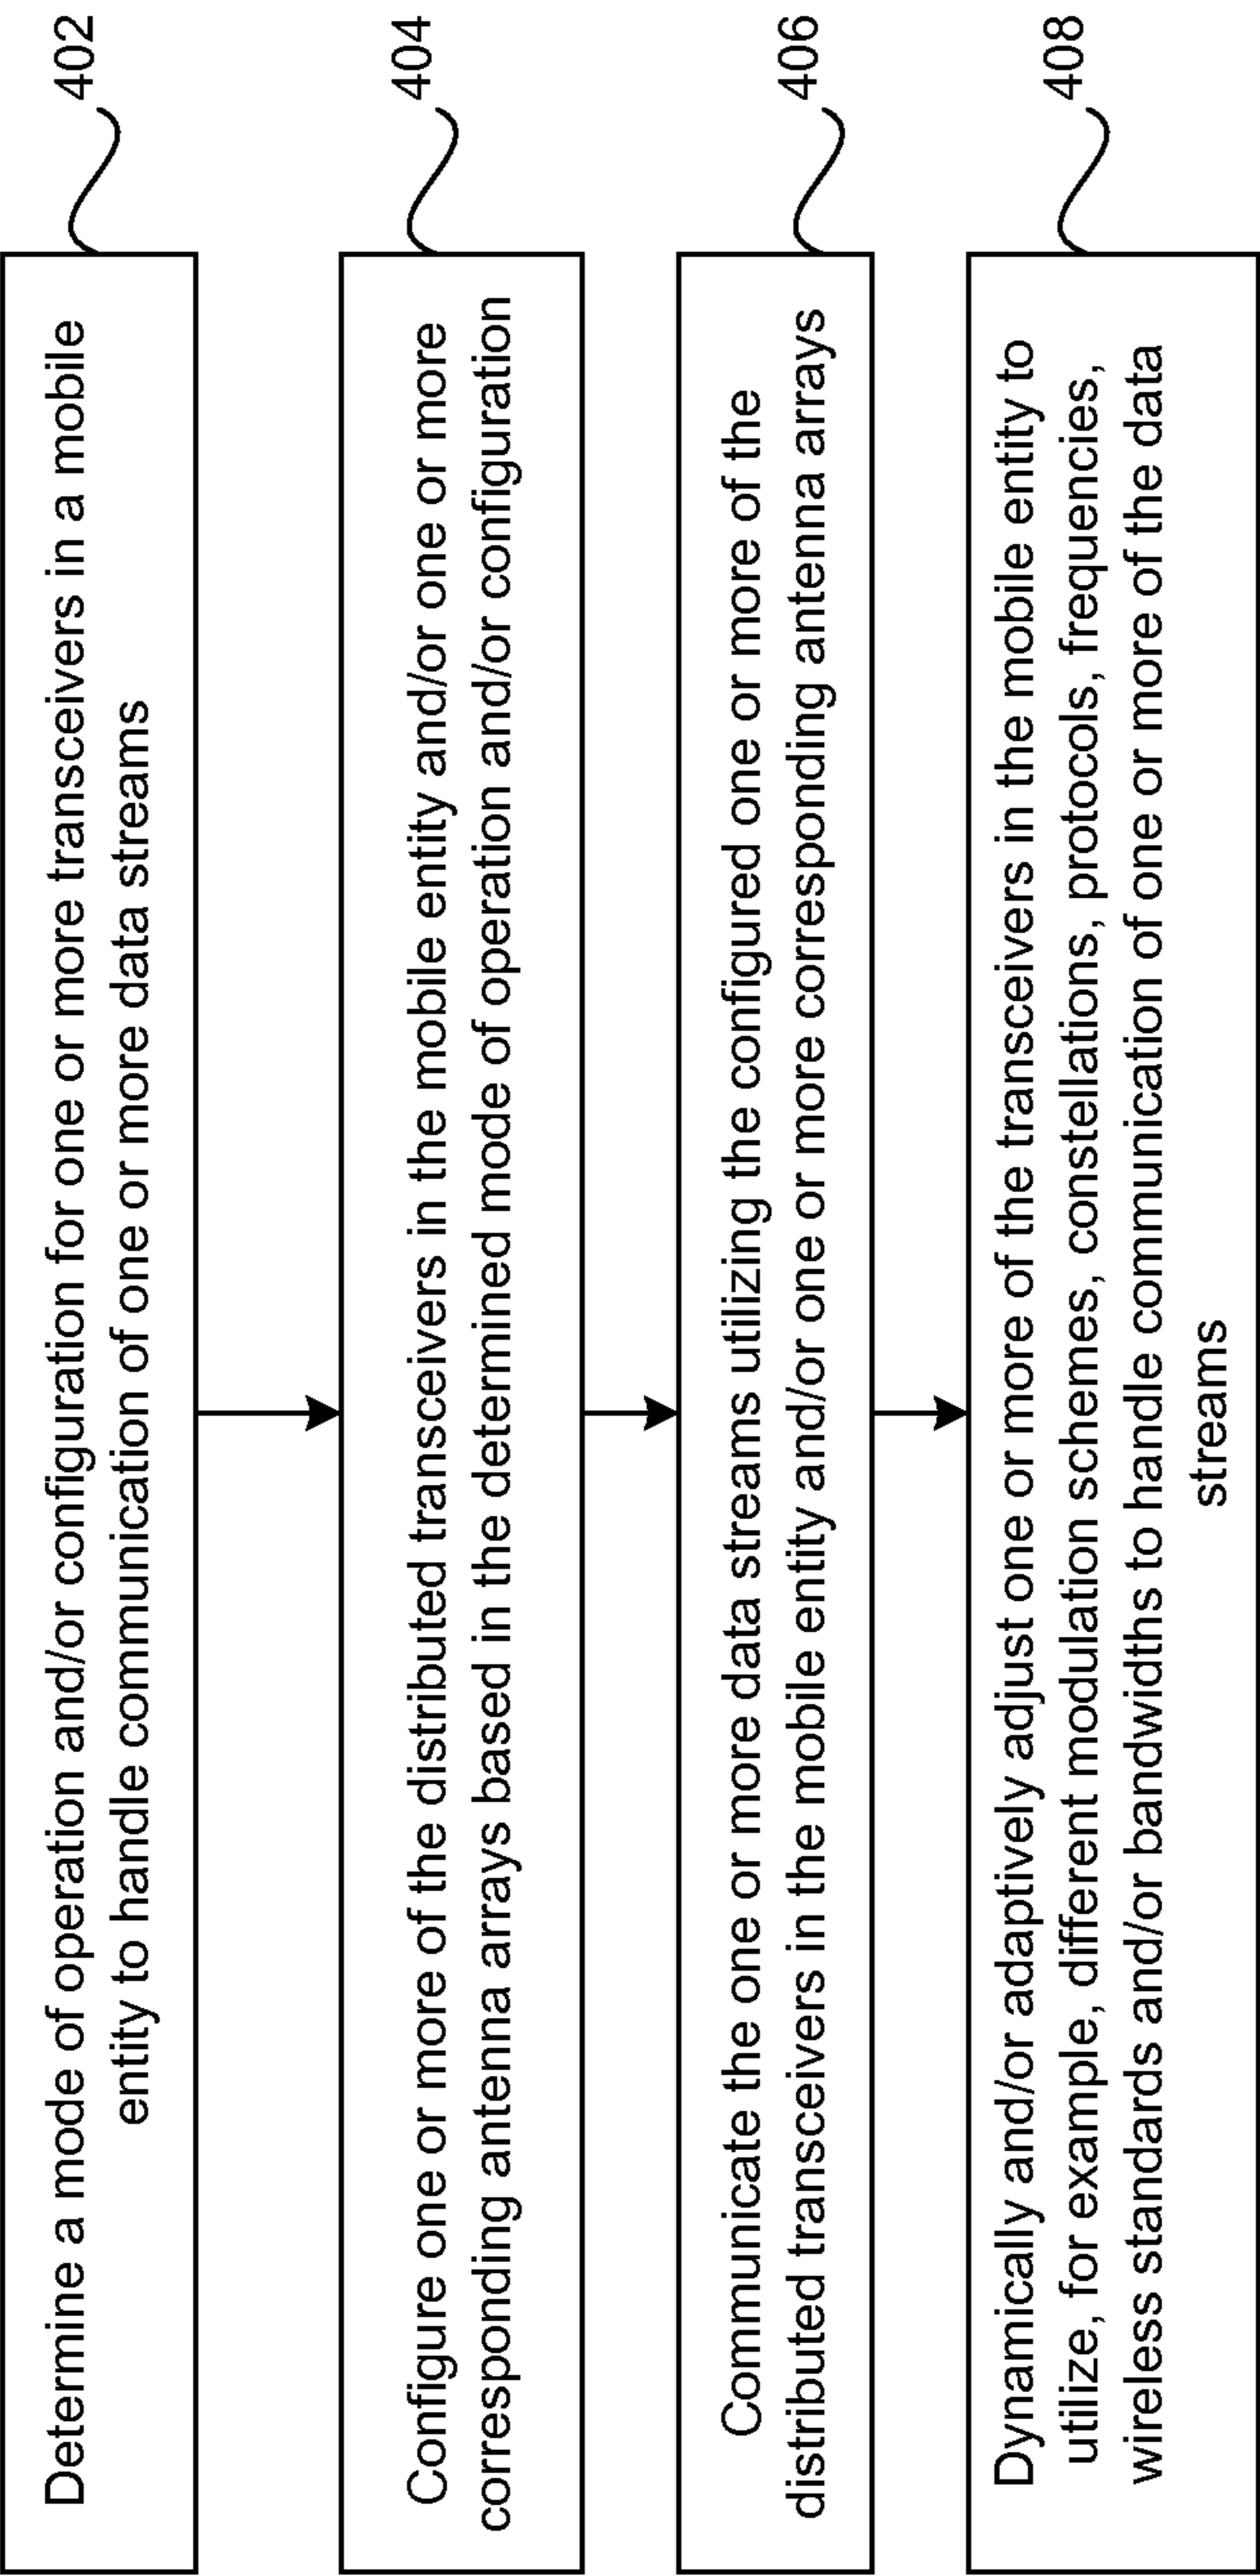 Determine a mode of operation and/or configuration for one or more transceivers in a mobile
entity to handle communication of one or more data streams
402
Configure one or more of the distributed transceivers in the mobile entity and/or one or more
corresponding antenna arrays based in the determined mode of operation and/or configuration
404
Communicate the one or more data streams utilizing the configured one or more of the
distributed transceivers in the mobile entity and/or one or more corresponding antenna arrays
406
Dynamically and/or adaptively adjust one or more of the transceivers in the mobile entity to
utilize, for example, different modulation schemes, constellations, protocols, frequencies,
wireless standards and/or bandwidths to handle communication of one or more of the data
streams
408